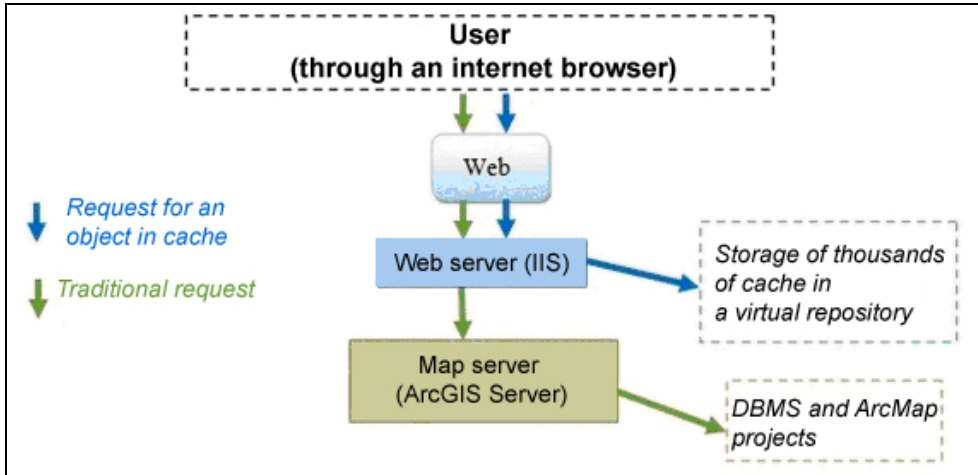 User
(through an internet browser)
Web
Request for an
object in cache
Traditional request
Web server (IIS)
Storage of thousands
of cache in
a virtual repository
Map server
(ArcGIS Server)
DBMS and ArcMap
projects